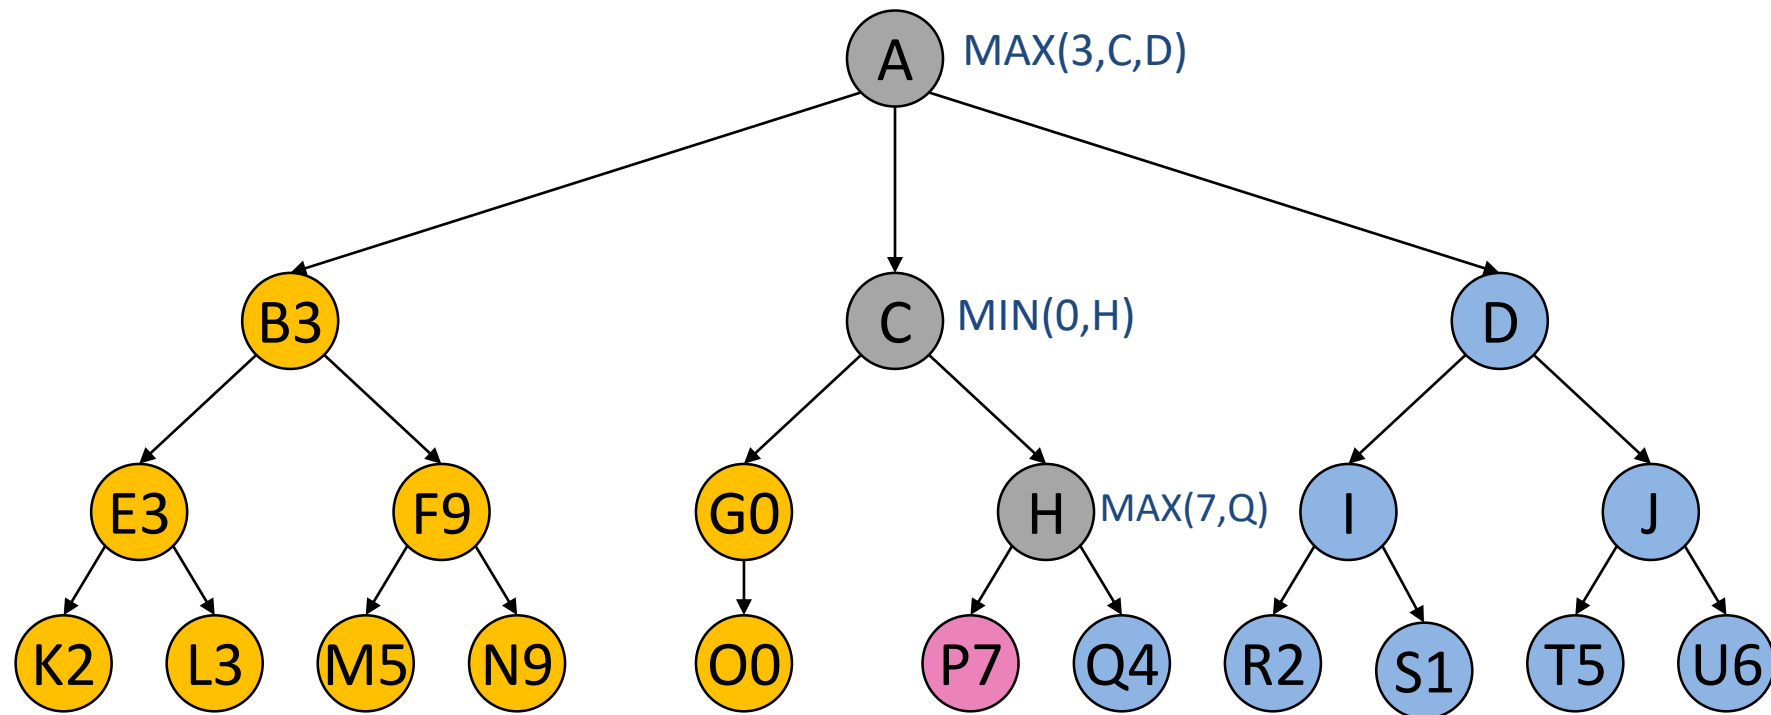 A MAX(3,C,D)
B3 C MIN(0,H) D
E3 F9 G0 H MAX(7,Q) I J
K2 L3 M5 N9 O0 P7 Q4 R2 S1 T5 U6